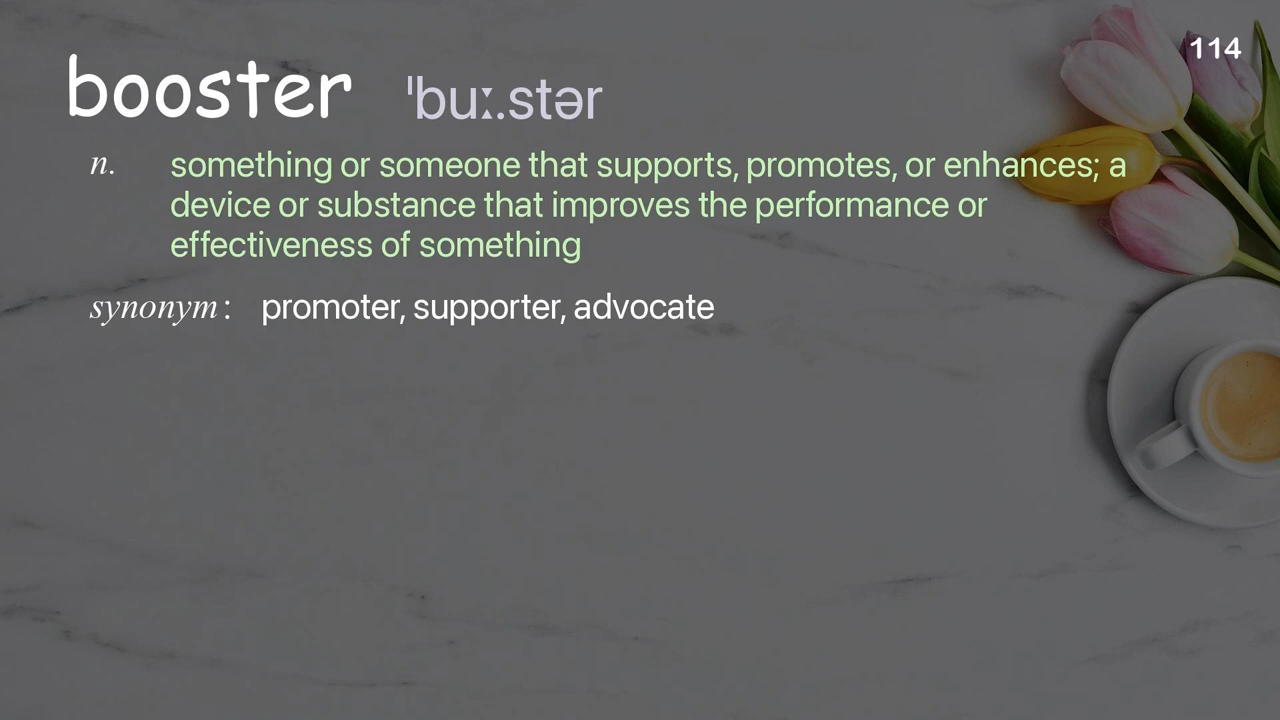 114
booster ˈbuː.stər
n. something or someone that supports, promotes, or enhances; a
device or substance that improves the performance or
effectiveness of something
synonym: promoter, supporter, advocate